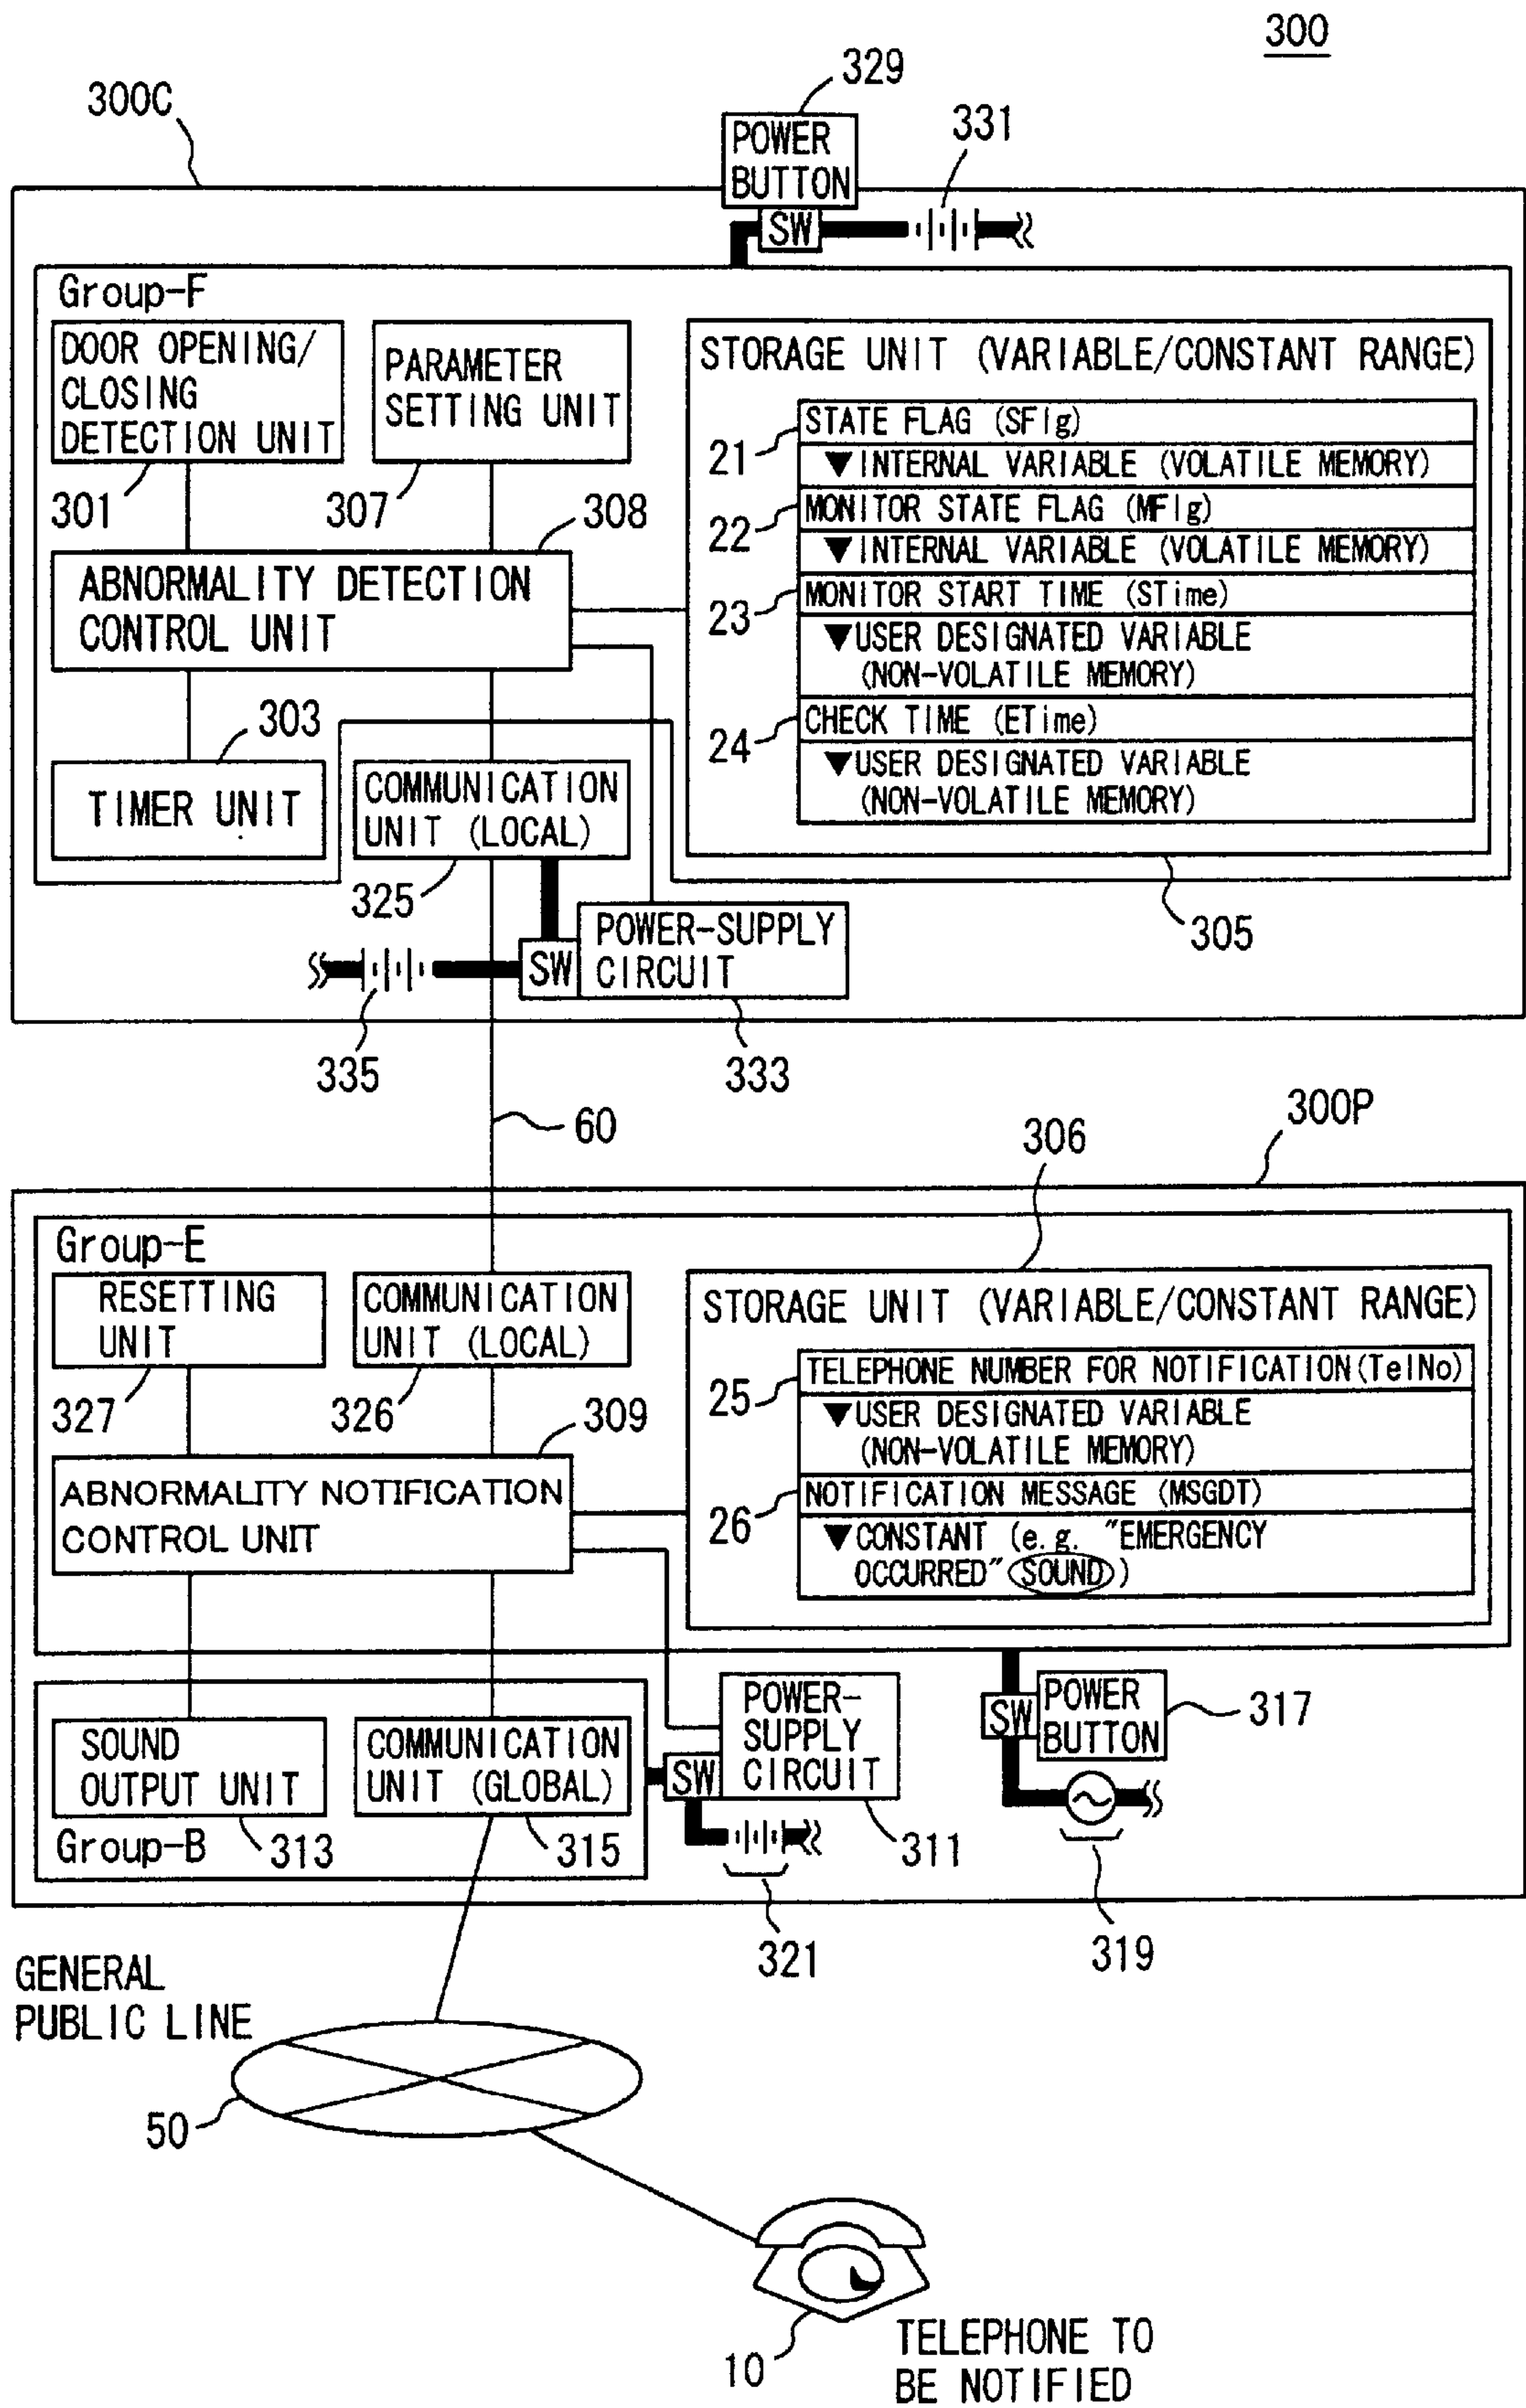 300
300C
329
POWER
BUTTON
331
SW
Group-F
DOOR OPENING/
CLOSING
DETECTION UNIT
301
PARAMETER
SETTING UNIT
307
308
ABNORMALITY DETECTION
CONTROL UNIT
303
TIMER UNIT
COMMUNICATION
UNIT (LOCAL)
325
STORAGE UNIT (VARIABLE/CONSTANT RANGE)
21
STATE FLAG (SFlg)
▼INTERNAL VARIABLE (VOLATILE MEMORY)
22
MONITOR STATE FLAG (MFlg)
▼INTERNAL VARIABLE (VOLATILE MEMORY)
23
MONITOR START TIME (STime)
▼USER DESIGNATED VARIABLE
(NON-VOLATILE MEMORY)
24
CHECK TIME (ETime)
▼USER DESIGNATED VARIABLE
(NON-VOLATILE MEMORY)
305
SW
POWER-SUPPLY
CIRCUIT
335
333
60
300P
306
Group-E
RESETTING
UNIT
327
COMMUNICATION
UNIT (LOCAL)
326
309
ABNORMALITY NOTIFICATION
CONTROL UNIT
STORAGE UNIT (VARIABLE/CONSTANT RANGE)
25
TELEPHONE NUMBER FOR NOTIFICATION(TelNo)
▼USER DESIGNATED VARIABLE
(NON-VOLATILE MEMORY)
26
NOTIFICATION MESSAGE (MSGDT)
▼CONSTANT (e.g. "EMERGENCY
OCCURRED" SOUND)
SOUND
OUTPUT UNIT
Group-B
313
COMMUNICATION
UNIT (GLOBAL)
315
SW
POWER-
SUPPLY
CIRCUIT
311
321
SW
POWER
BUTTON
317
319
GENERAL
PUBLIC LINE
50
10
TELEPHONE TO
BE NOTIFIED